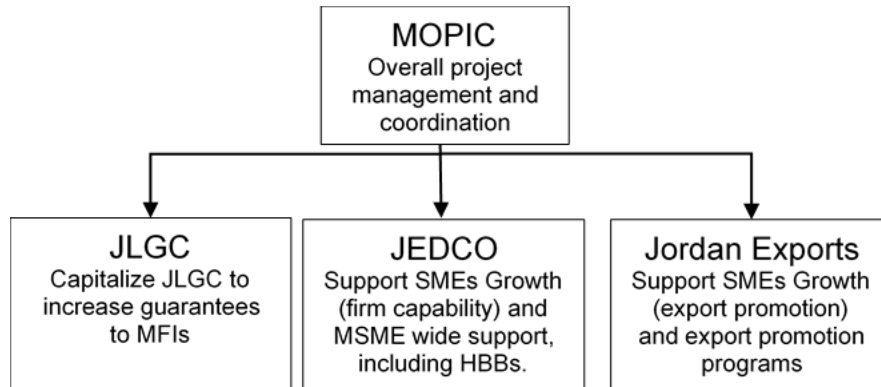 MOPIC
Overall project
management and
coordination
JLGC
Capitalize JLGC to
increase guarantees
to MFIs
JEDCO
Support SMEs Growth
(firm capability) and
MSME wide support,
including HBBs.
Jordan Exports
Support SMEs Growth
(export promotion)
and export promotion
programs